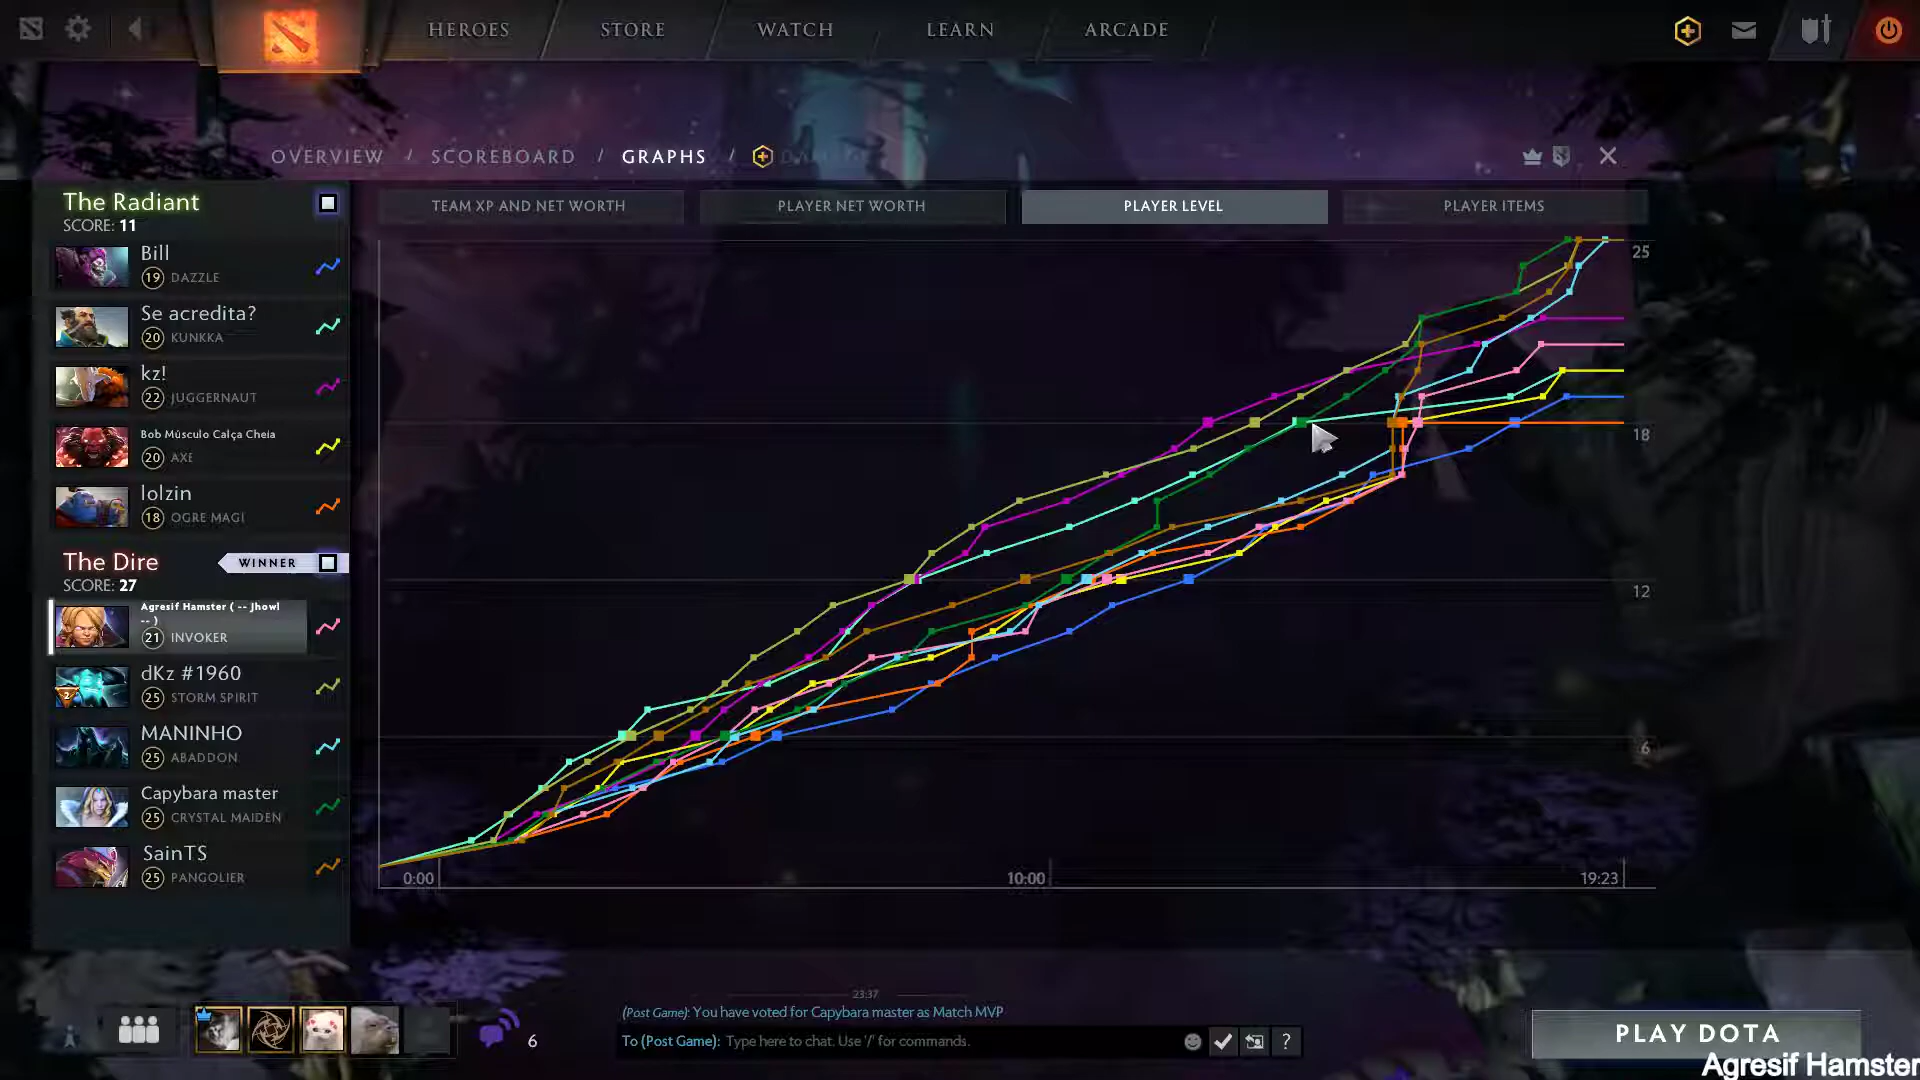 HEROES
STORE
WATCH
LEARN
ARCADE
OVERVIEW / SCOREBOARD / GRAPHS /
The Radiant
SCORE: 11
Bill
19 DAZZLE
Se acredita?
20 KUNKKA
kz!
22 JUGGERNAUT
Bob Músculo Calça Cheia
20 AXE
lolzin
18 OGRE MAGI
The Dire
WINNER
SCORE: 27
Agresif Hamster ( -- Jhowl
-- )
21 INVOKER
dKz #1960
2
25 STORM SPIRIT
MANINHO
25 ABADDON
Capybara master
25 CRYSTAL MAIDEN
SainTS
25 PANGOLIER
TEAM XP AND NET WORTH
PLAYER NET WORTH
PLAYER LEVEL
PLAYER ITEMS
25
18
12
6
0:00
10:00
19:23
6
23:37
(Post Game): You have voted for Capybara master as Match MVP
To (Post Game): Type here to chat. Use '/' for commands.
?
PLAY DOTA
Agresif Hamster